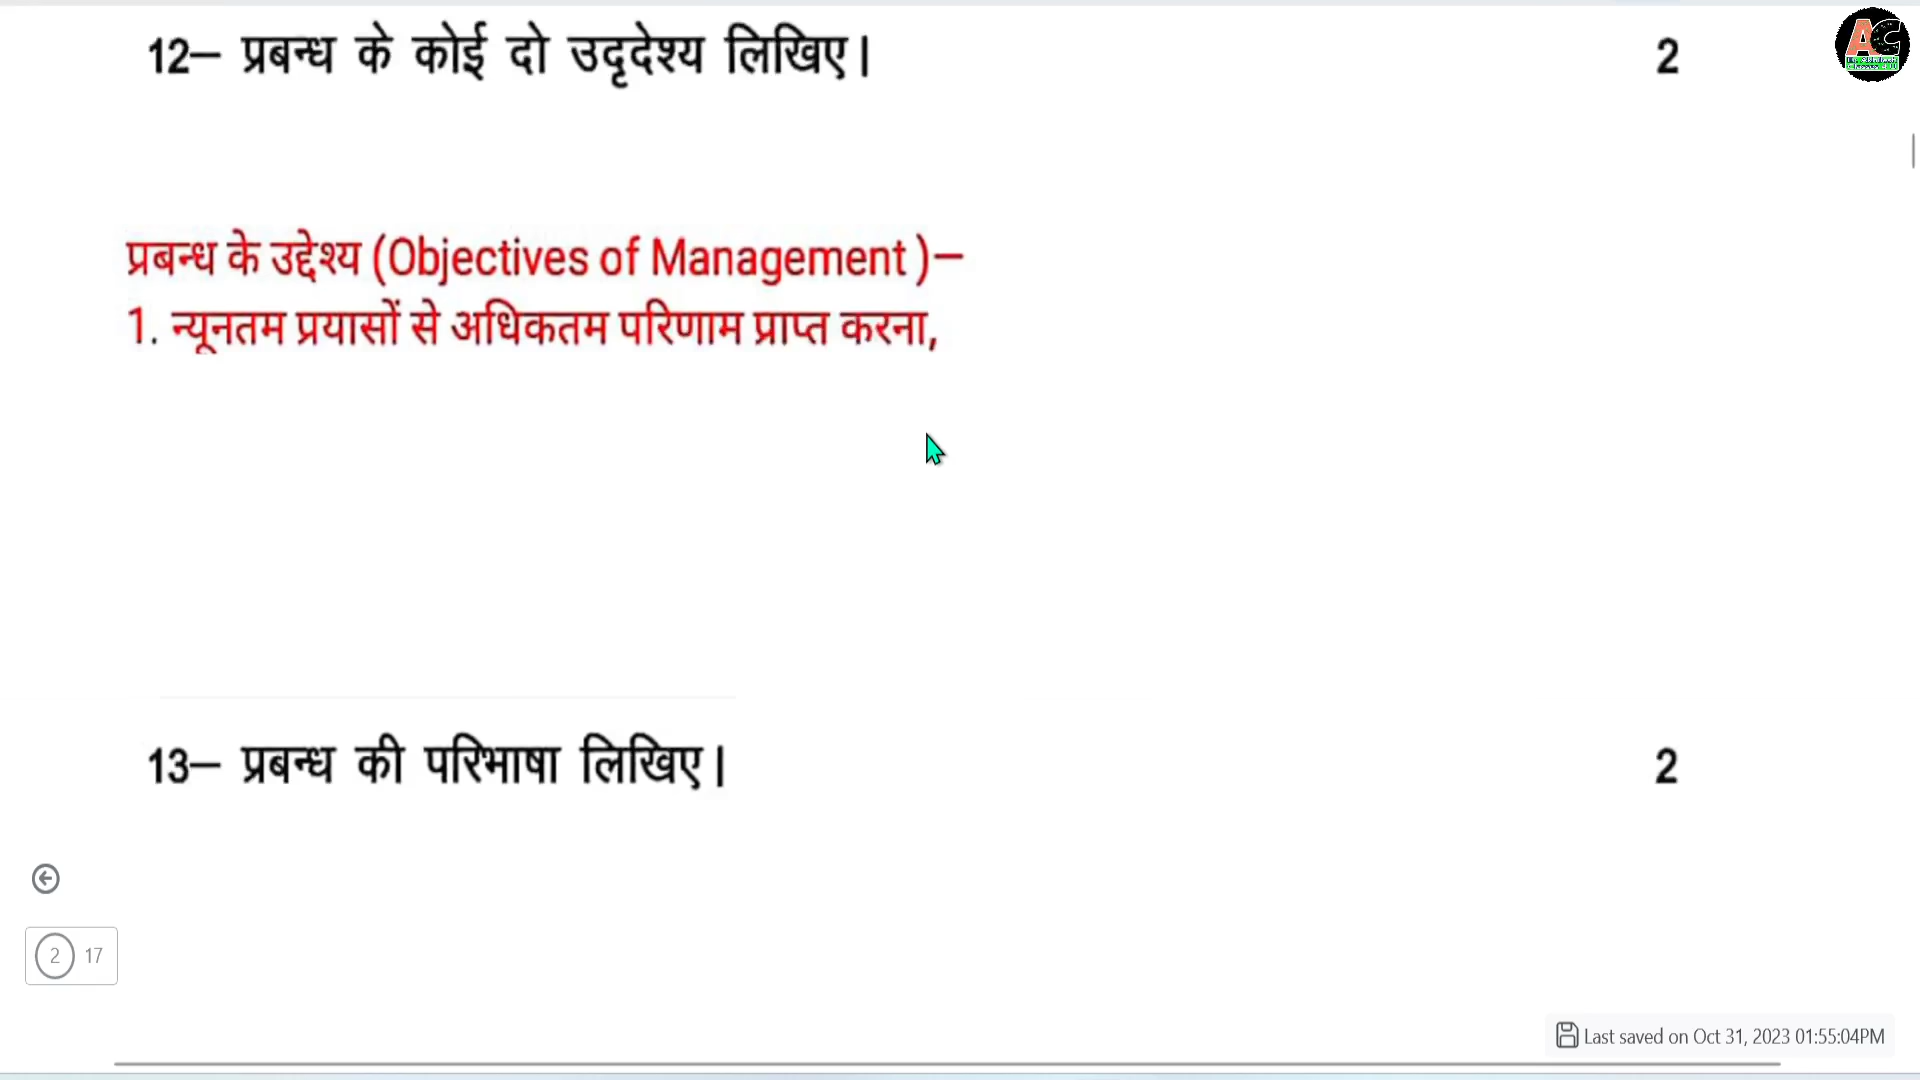 12– प्रबन्ध के कोई दो उदृदेश्य लिखिए। 2
AC
प्रबन्ध के उद्देश्य (Objectives of Management )–
1. न्यूनतम प्रयासों से अधिकतम परिणाम प्राप्त करना,
13– प्रबन्ध की परिभाषा लिखिए। 2
2 17
Last saved on Oct 31, 2023 01:55:04PM